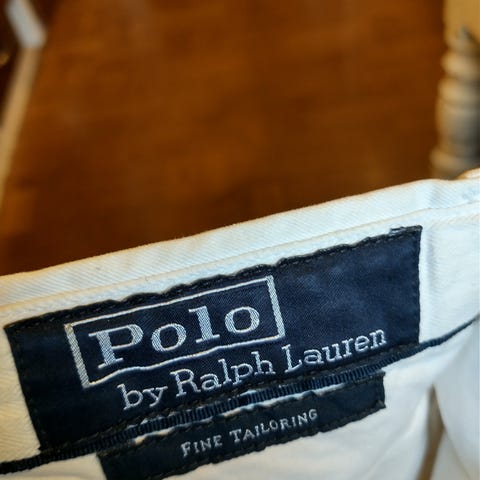 Polo
by Ralph Lauren
FINE TAILORING